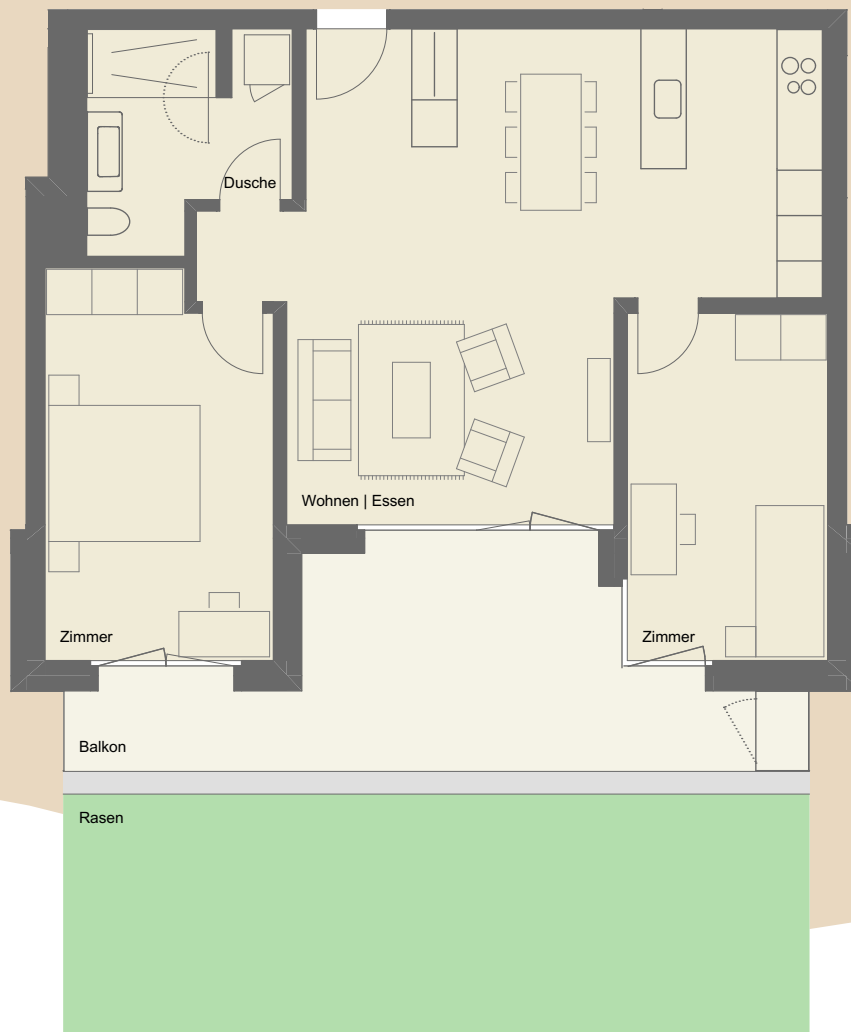 Dusche
Wohnen | Essen
Zimmer
Zimmer
Balkon
Rasen